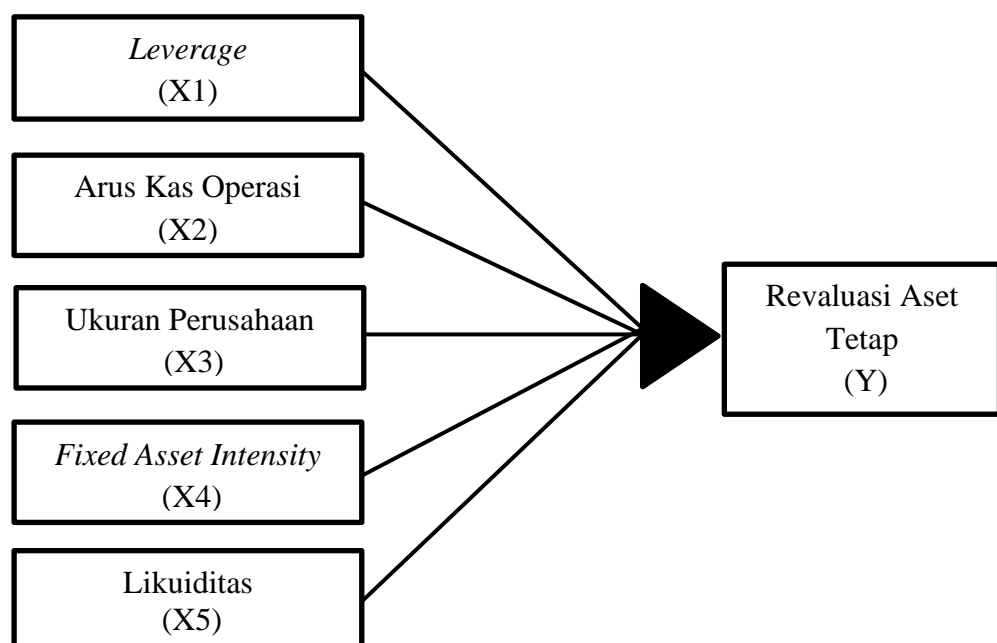 Leverage
(X1)
Arus Kas Operasi
(X2)
Ukuran Perusahaan
(X3)
Fixed Asset Intensity
(X4)
Likuiditas
(X5)
Revaluasi Aset
Tetap
(Y)